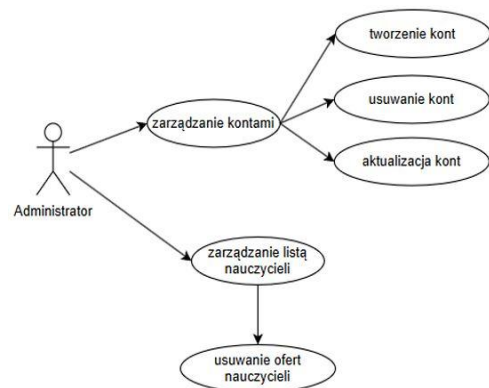 tworzenie kont
zarządzanie kontami
usuwanie kont
aktualizacja kont
Administrator
zarządzanie listą
nauczycieli
usuwanie ofert
nauczycieli